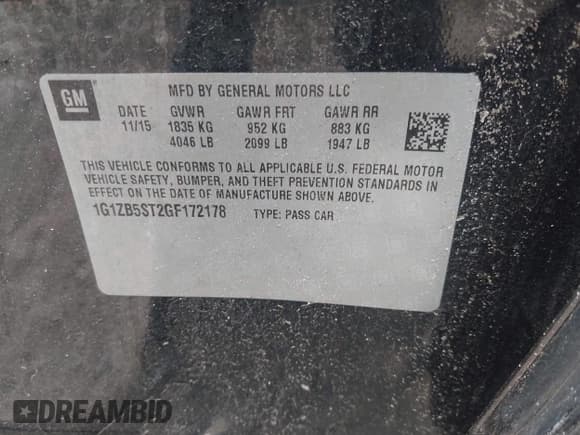 GM
MFD BY GENERAL MOTORS LLC
DATE GVWR GAWR FRT GAWR RR
11/15 1835 KG 952 KG 883 KG
4046 LB 2099 LB 1947 LB
THIS VEHICLE CONFORMS TO ALL APPLICABLE U.S. FEDERAL MOTOR
VEHICLE SAFETY, BUMPER, AND THEFT PREVENTION STANDARDS IN
EFFECT ON THE DATE OF MANUFACTURE SHOWN ABOVE.
1G1ZB5ST2GF172178 TYPE: PASS CAR
DREAMBID